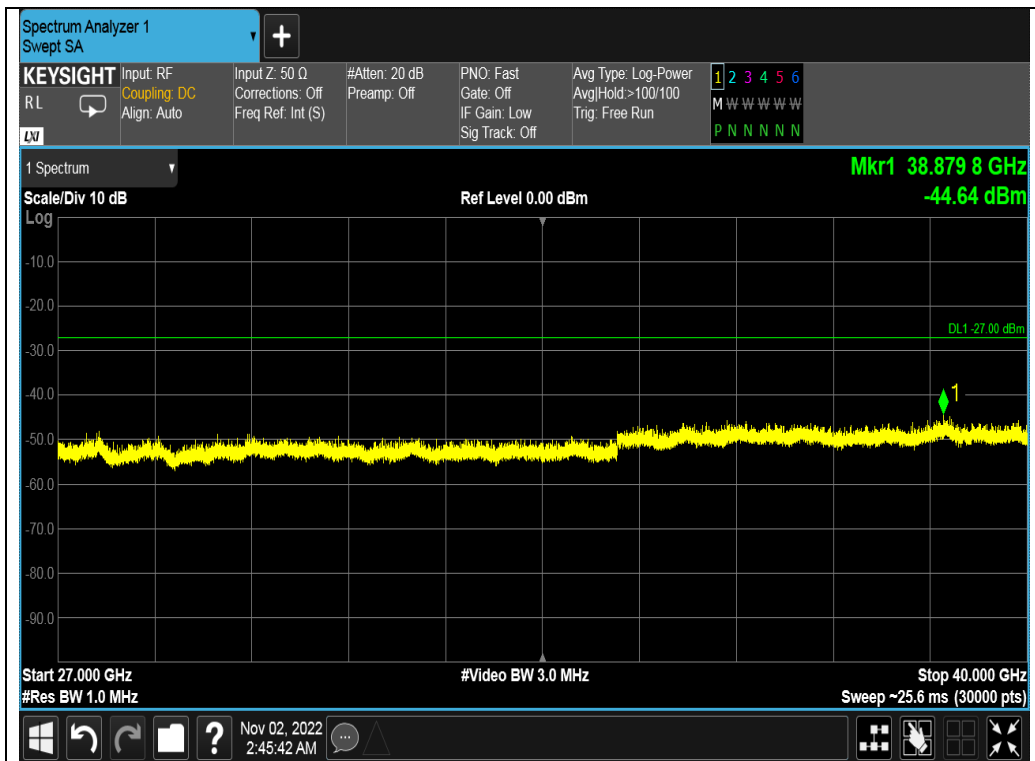 Spectrum Analyzer 1
Swept SA
KEYSIGHT
RL
LXI
Input: RF
Coupling: DC
Align: Auto
Input Z: 50 Ω
Corrections: Off
Freq Ref: Int (S)
#Atten: 20 dB
Preamp: Off
PNO: Fast
Gate: Off
IF Gain: Low
Sig Track: Off
Avg Type: Log-Power
Avg|Hold:>100/100
Trig: Free Run
1 2 3 4 5 6
M W W W W W
P N N N N N
1 Spectrum
Mkr1 38.879 8 GHz
Scale/Div 10 dB
Ref Level 0.00 dBm
-44.64 dBm
Log
-10.0
-20.0
DL1 -27.00 dBm
-30.0
-40.0
1
-50.0
-60.0
-70.0
-80.0
-90.0
Start 27.000 GHz
#Video BW 3.0 MHz
Stop 40.000 GHz
#Res BW 1.0 MHz
Sweep ~25.6 ms (30000 pts)
?
Nov 02, 2022
2:45:42 AM